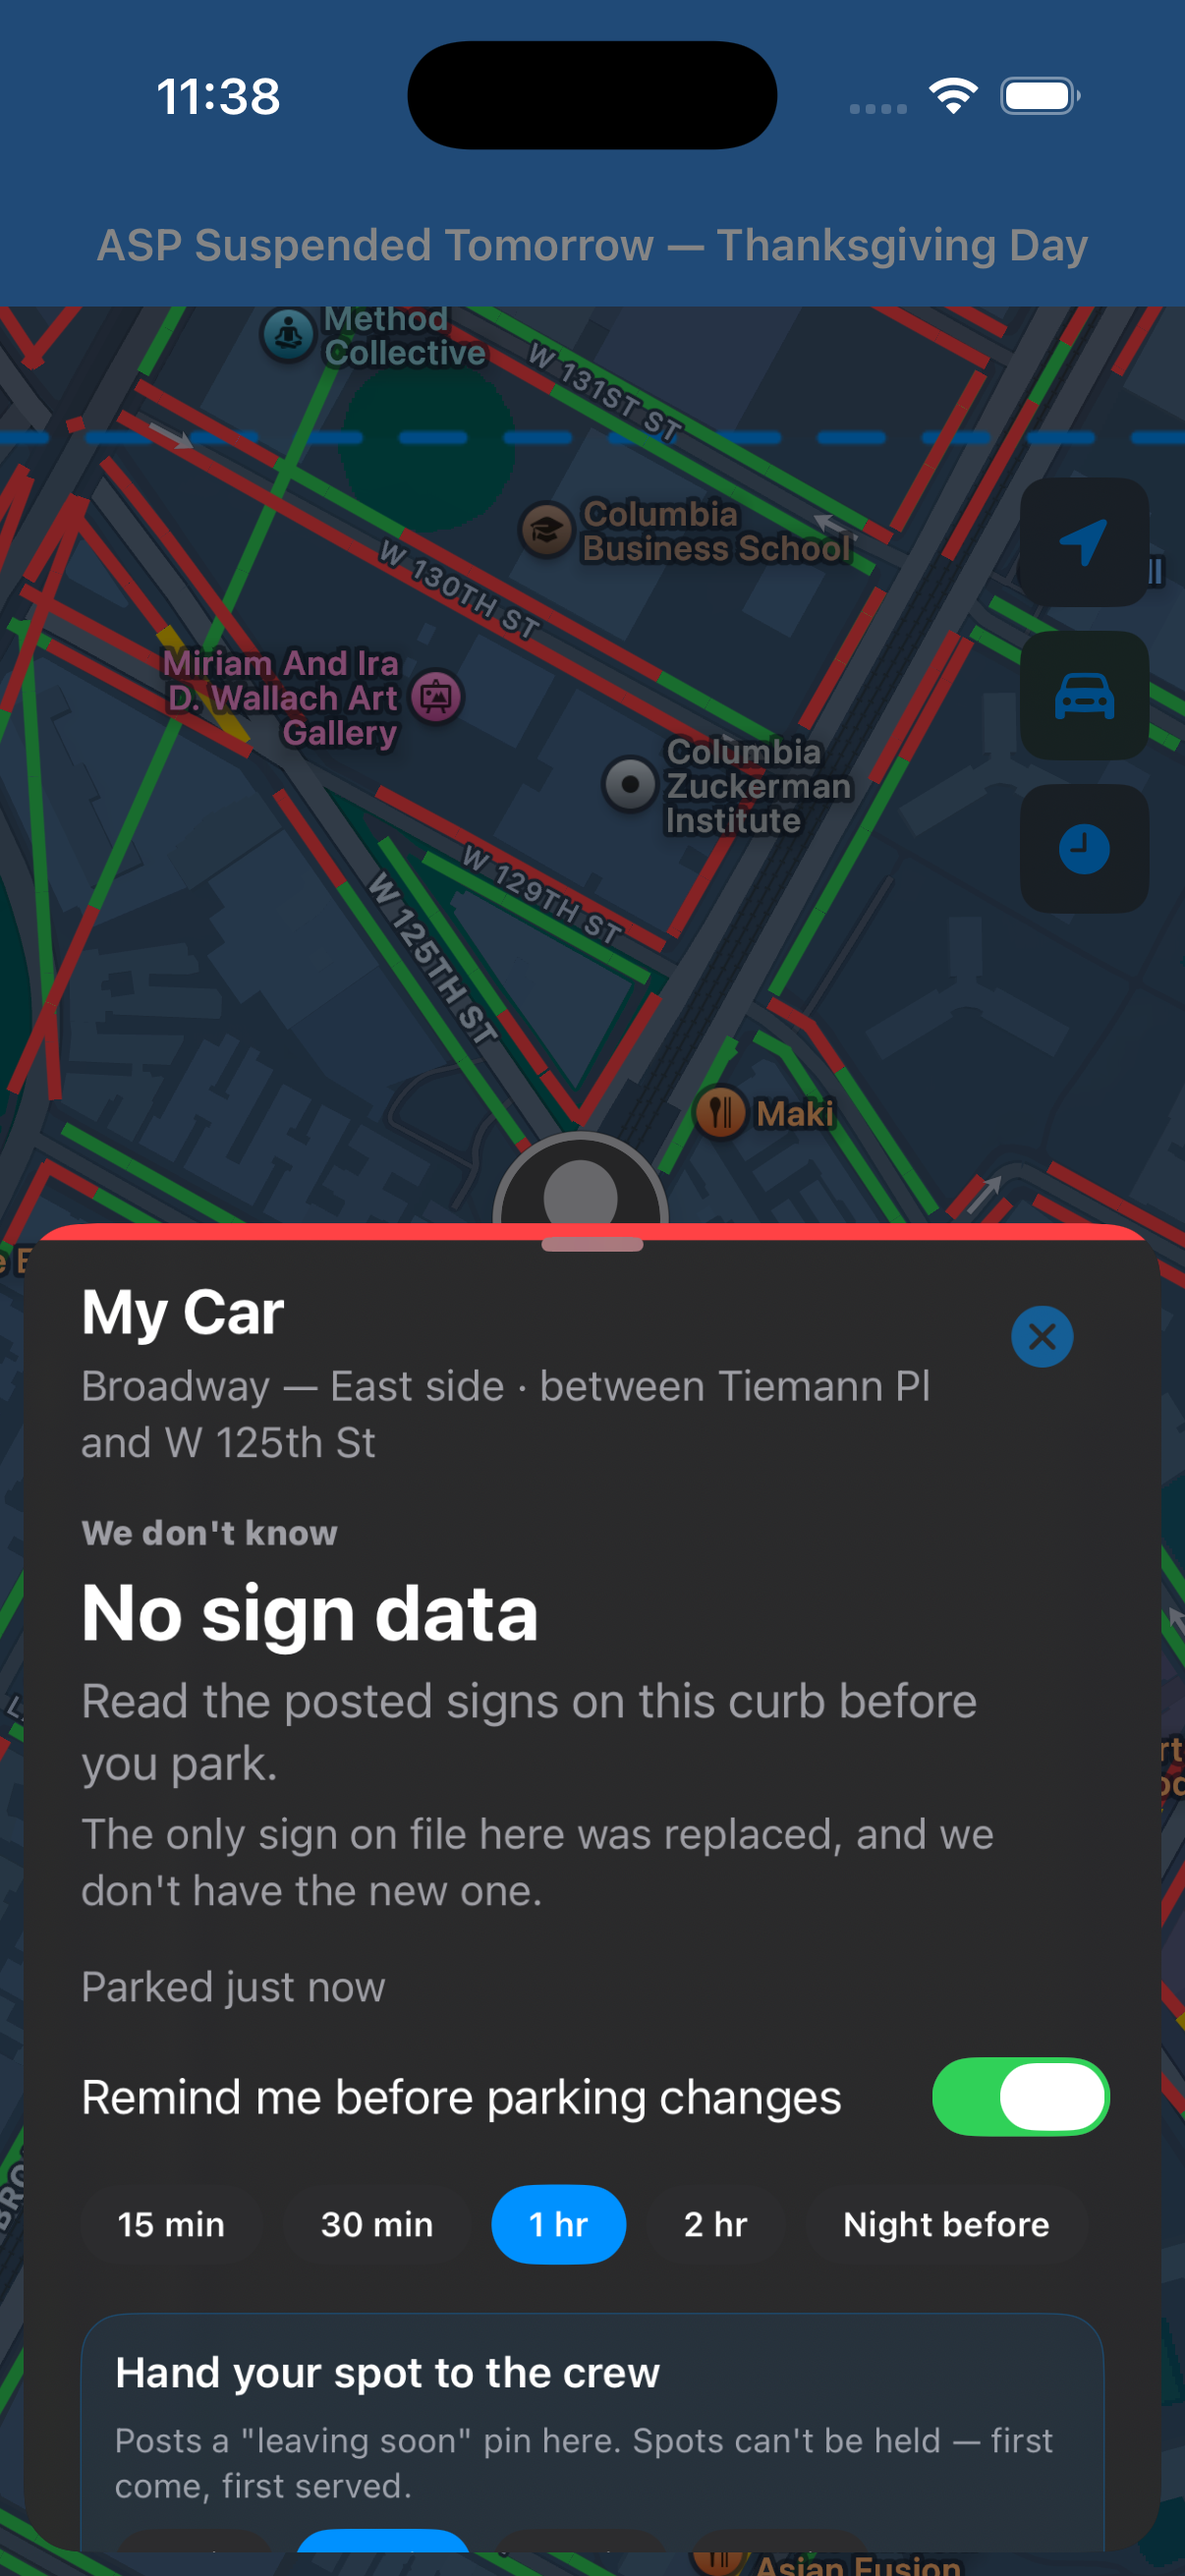 11:38
ASP Suspended Tomorrow — Thanksgiving Day
Method
Collective
W 131ST ST
Columbia
Business School
W 130TH ST
Miriam And Ira
D. Wallach Art
Gallery
Columbia
Zuckerman
Institute
W 129TH ST
W 125TH ST
Maki
My Car
Broadway — East side · between Tiemann Pl
and W 125th St
We don't know
No sign data
Read the posted signs on this curb before
you park.
The only sign on file here was replaced, and we
don't have the new one.
Parked just now
Remind me before parking changes
15 min
30 min
1 hr
2 hr
Night before
Hand your spot to the crew
Posts a "leaving soon" pin here. Spots can't be held — first
come, first served.
Asian Fusion